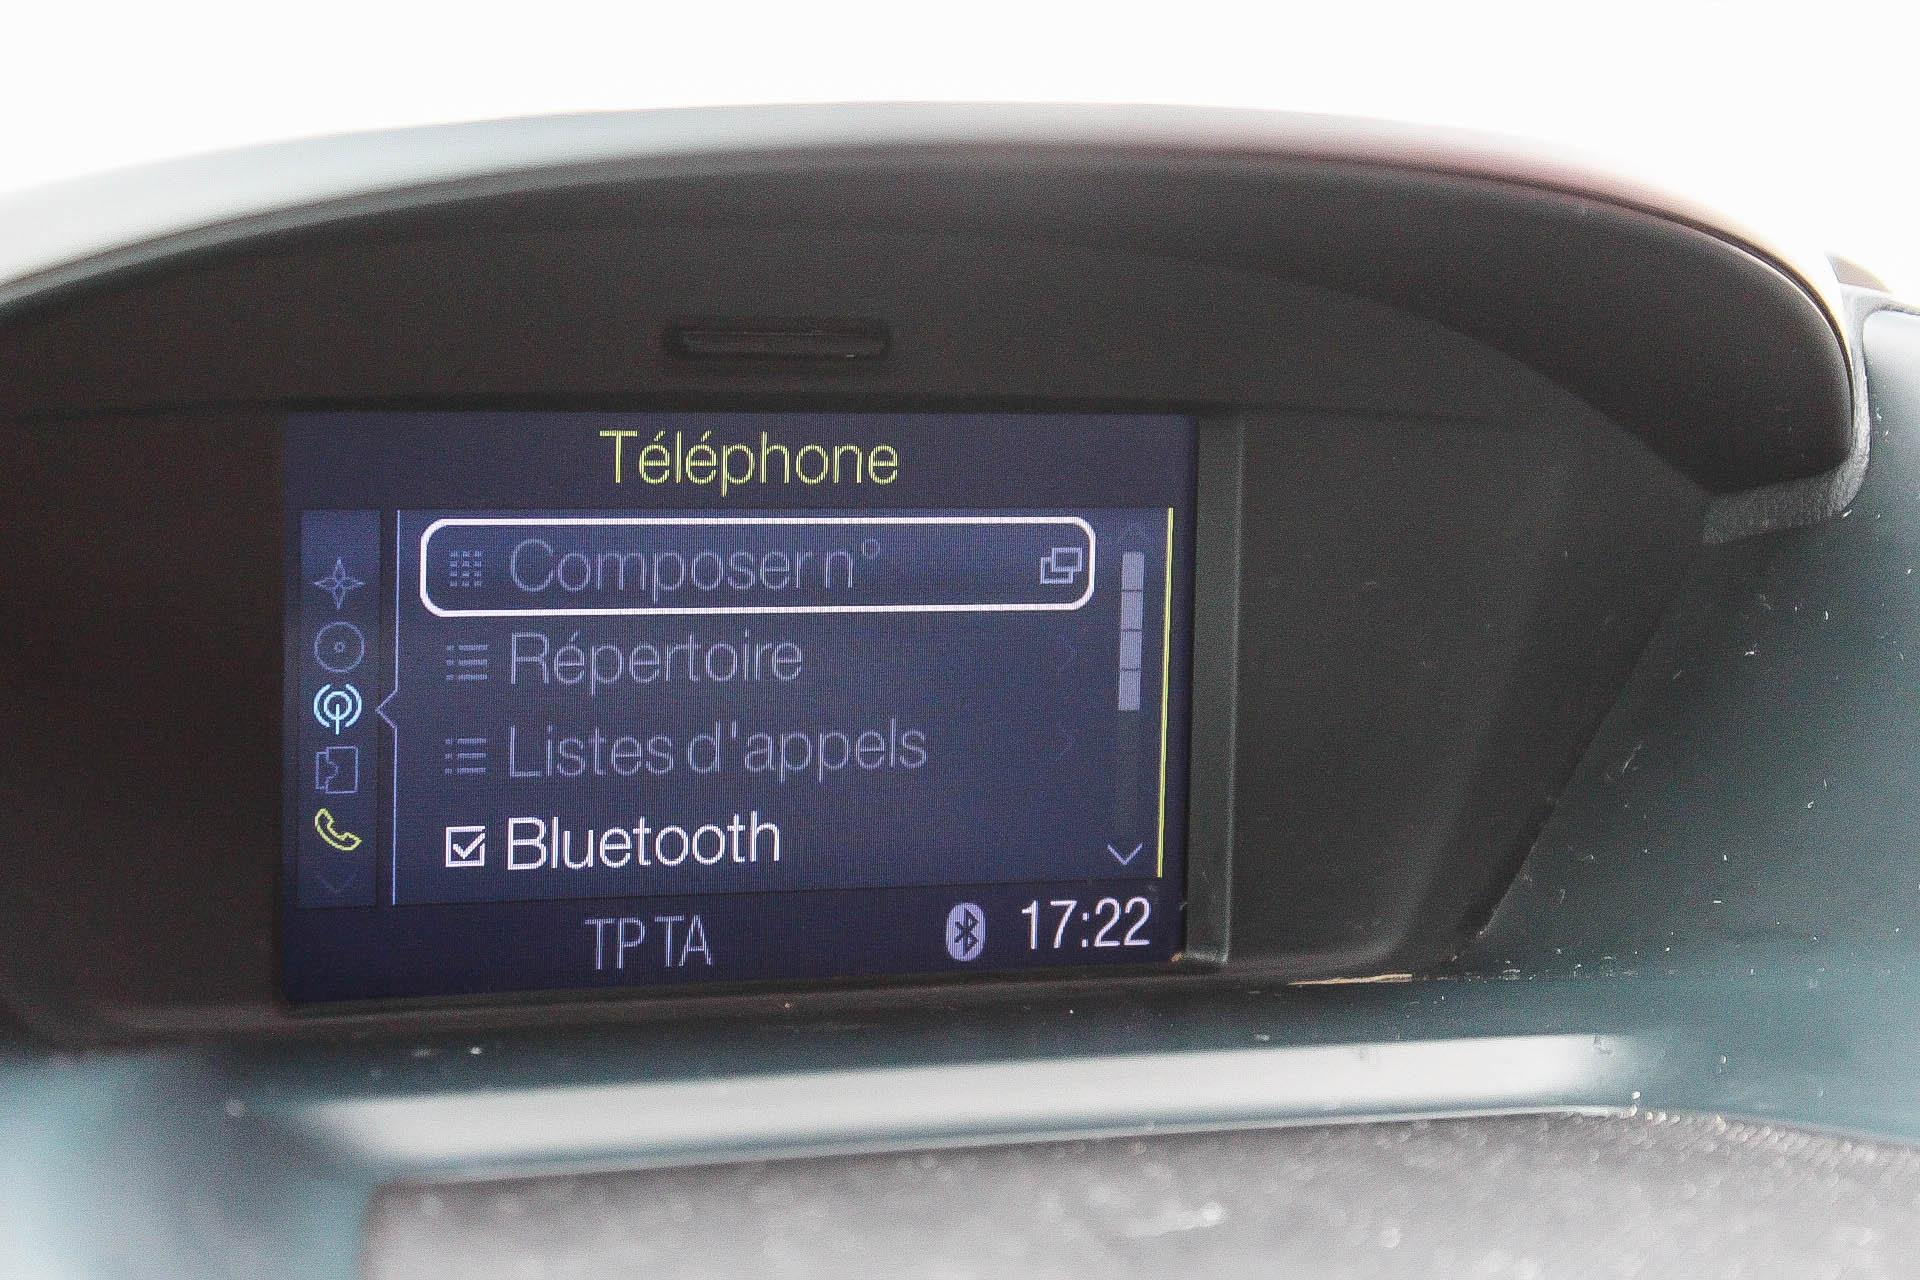 Téléphone
Composer n°
Répertoire
Listes d'appels
Bluetooth
TP TA 17:22